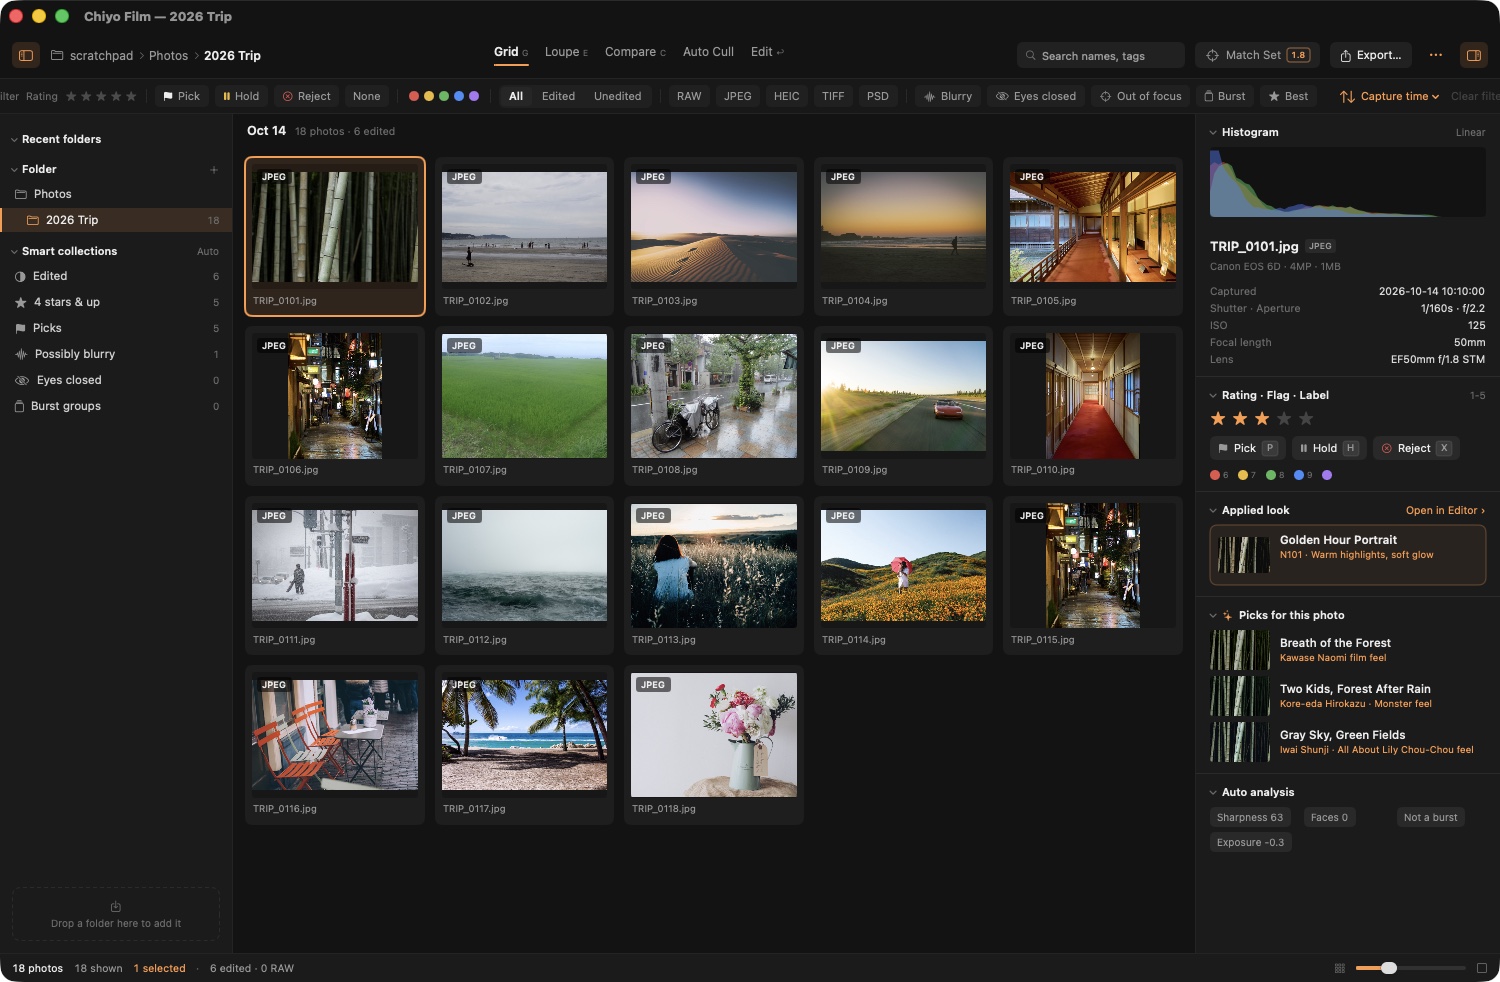 Chiyo Film — 2026 Trip
scratchpad › Photos › 2026 Trip
Grid G
Loupe E
Compare C
Auto Cull
Edit ↩
Search names, tags
Match Set 1.8
Export...
Rating
Pick
Hold
Reject
None
All
Edited
Unedited
RAW
JPEG
HEIC
TIFF
PSD
Blurry
Eyes closed
Out of focus
Burst
Best
Capture time
Clear
Recent folders
Folder +
Photos
2026 Trip 18
Smart collections Auto
Edited 6
4 stars & up 5
Picks 5
Possibly blurry 1
Eyes closed 0
Burst groups 0
Drop a folder here to add it
Oct 14 18 photos · 6 edited
JPEG
TRIP_0101.jpg
JPEG
TRIP_0102.jpg
JPEG
TRIP_0103.jpg
JPEG
TRIP_0104.jpg
JPEG
TRIP_0105.jpg
JPEG
TRIP_0106.jpg
JPEG
TRIP_0107.jpg
JPEG
TRIP_0108.jpg
JPEG
TRIP_0109.jpg
JPEG
TRIP_0110.jpg
JPEG
TRIP_0111.jpg
JPEG
TRIP_0112.jpg
JPEG
TRIP_0113.jpg
JPEG
TRIP_0114.jpg
JPEG
TRIP_0115.jpg
JPEG
TRIP_0116.jpg
JPEG
TRIP_0117.jpg
JPEG
TRIP_0118.jpg
Histogram Linear
TRIP_0101.jpg JPEG
Canon EOS 6D · 4MP · 1MB
Captured 2026-10-14 10:10:00
Shutter · Aperture 1/160s · f/2.2
ISO 125
Focal length 50mm
Lens EF50mm f/1.8 STM
Rating · Flag · Label 1-5
Pick P
Hold H
Reject X
6 7 8 9
Applied look Open in Editor ›
Golden Hour Portrait
N101 · Warm highlights, soft glow
Picks for this photo
Breath of the Forest
Kawase Naomi film feel
Two Kids, Forest After Rain
Kore-eda Hirokazu · Monster feel
Gray Sky, Green Fields
Iwai Shunji · All About Lily Chou-Chou feel
Auto analysis
Sharpness 63
Faces 0
Not a burst
Exposure -0.3
18 photos 18 shown 1 selected · 6 edited · 0 RAW